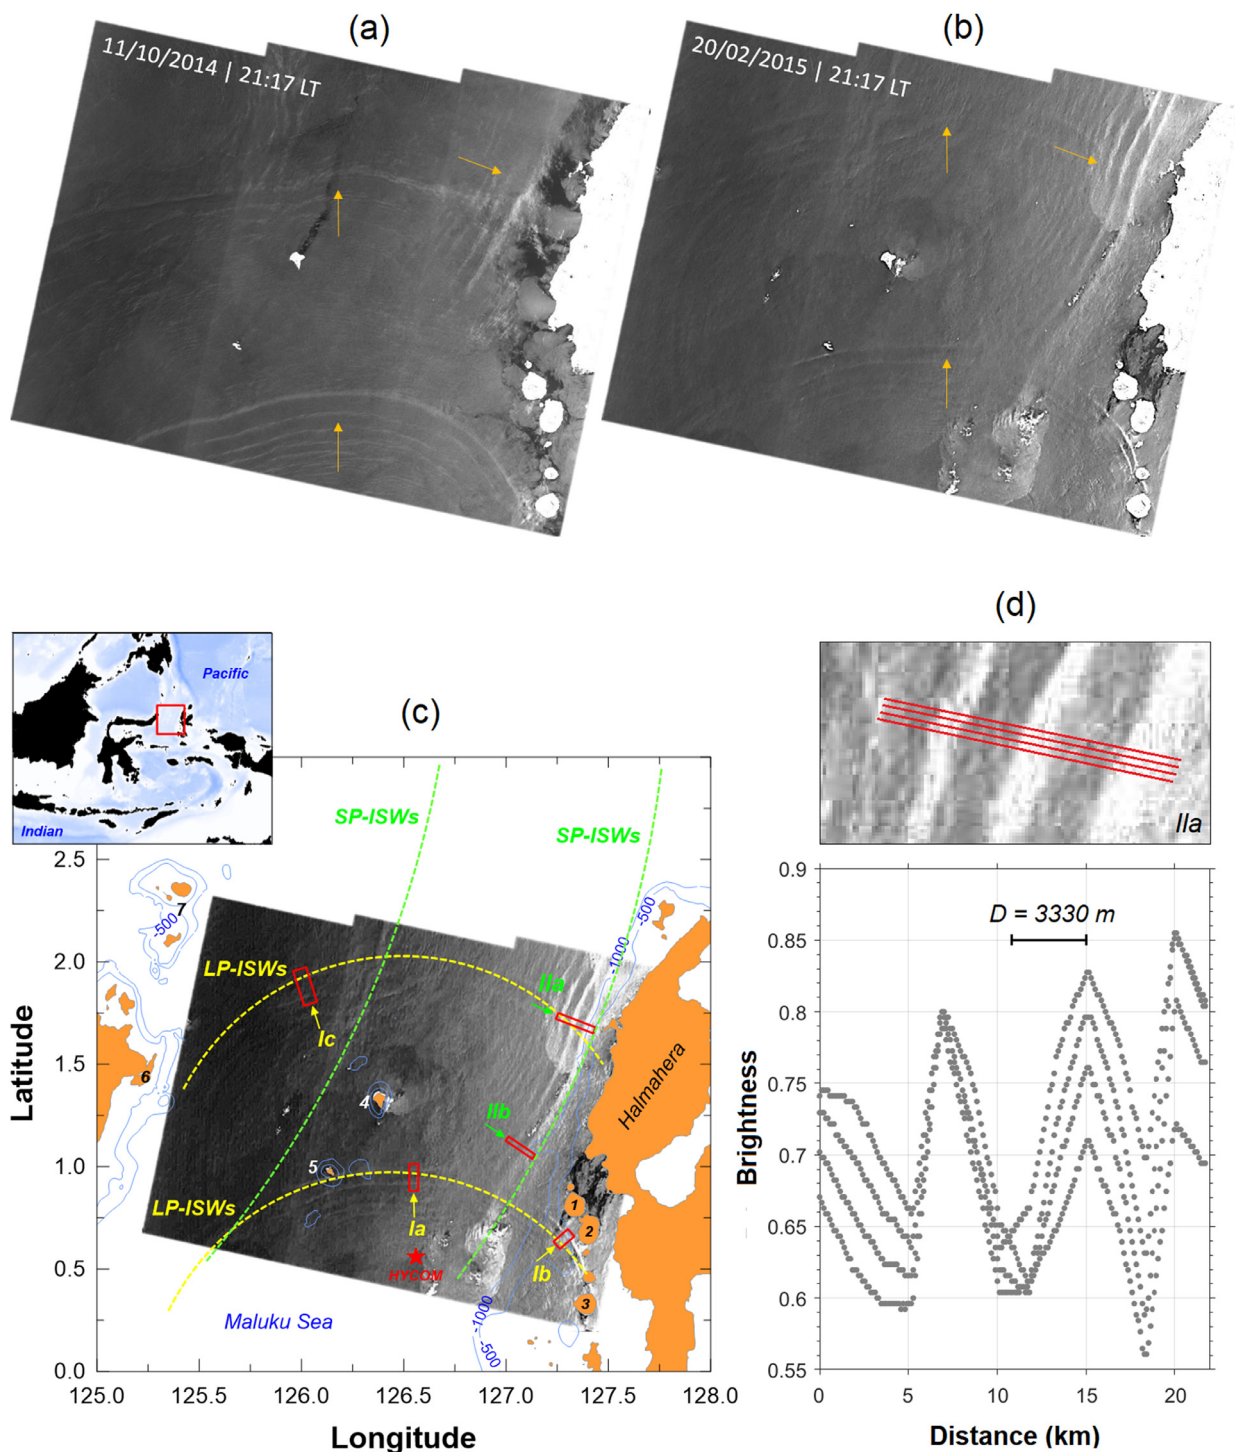 (a)
(b)
11/10/2014 | 21:17 LT
20/02/2015 | 21:17 LT
(c)
Pacific
Indian
SP-ISWs
SP-ISWs
2.5
2.0
1.5
1.0
0.5
0.0
Latitude
7
-500
-500
-1000
LP-ISWs
IIa
Ic
6
4
Halmahera
IIb
5
LP-ISWs
Ia
1
2
HYCOM
Ib
3
Maluku Sea
-1000
-500
125.0
125.5
126.0
126.5
127.0
127.5
128.0
Longitude
(d)
IIa
0.9
0.85
0.8
0.75
0.7
0.65
0.6
0.55
Brightness
D = 3330 m
0
5
10
15
20
Distance (km)